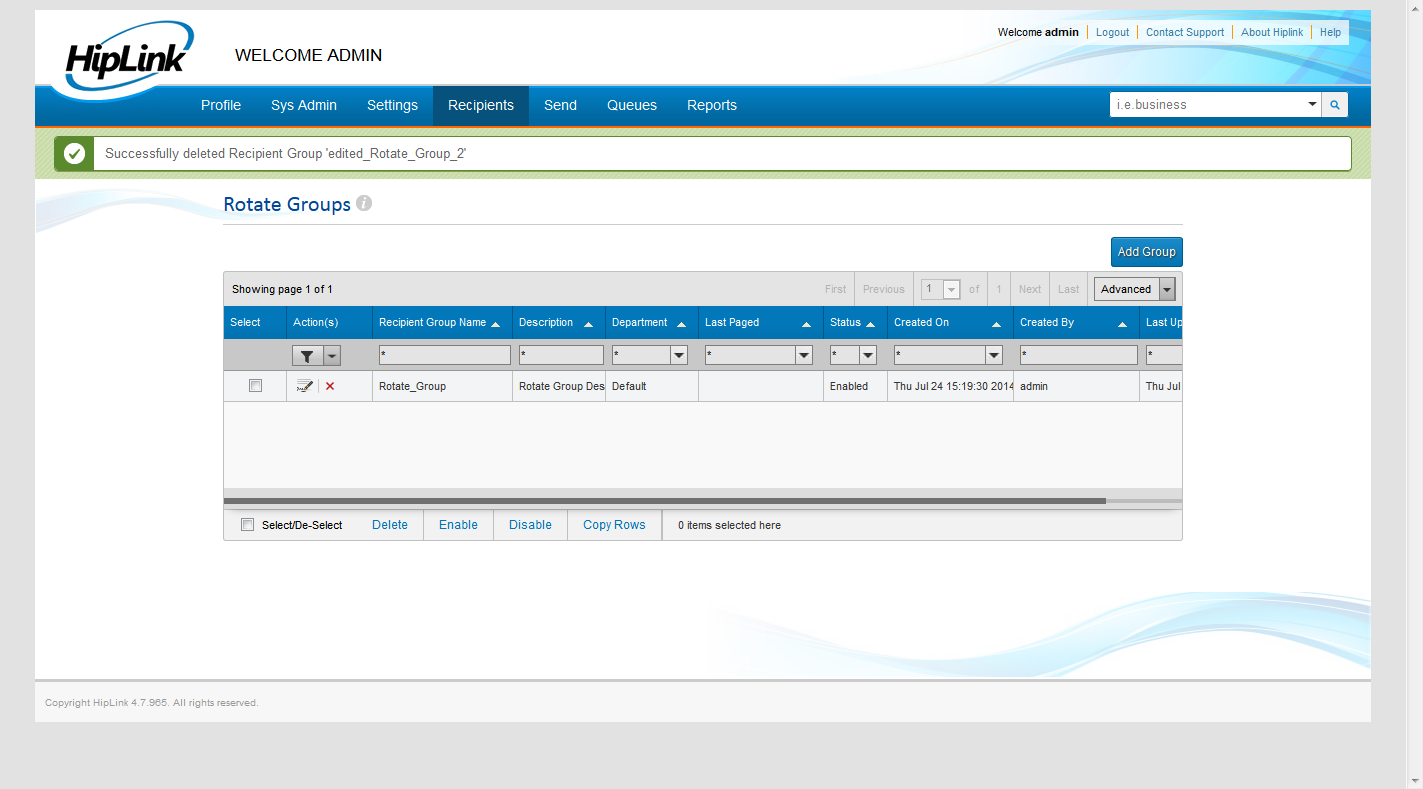 Welcome admin Logout Contact Support About Hiplink Help
HipLink
WELCOME ADMIN
Profile Sys Admin Settings Recipients Send Queues Reports i.e.business
Successfully deleted Recipient Group 'edited_Rotate_Group_2'
Rotate Groups i
Add Group
Showing page 1 of 1 First Previous 1 of 1 Next Last Advanced
Select Action(s) Recipient Group Name Description Department Last Paged Status Created On Created By Last Up
* * * * * * * *
Rotate_Group Rotate Group Des Default Enabled Thu Jul 24 15:19:30 2014 admin Thu Jul
Select/De-Select Delete Enable Disable Copy Rows 0 items selected here
Copyright HipLink 4.7.965. All rights reserved.